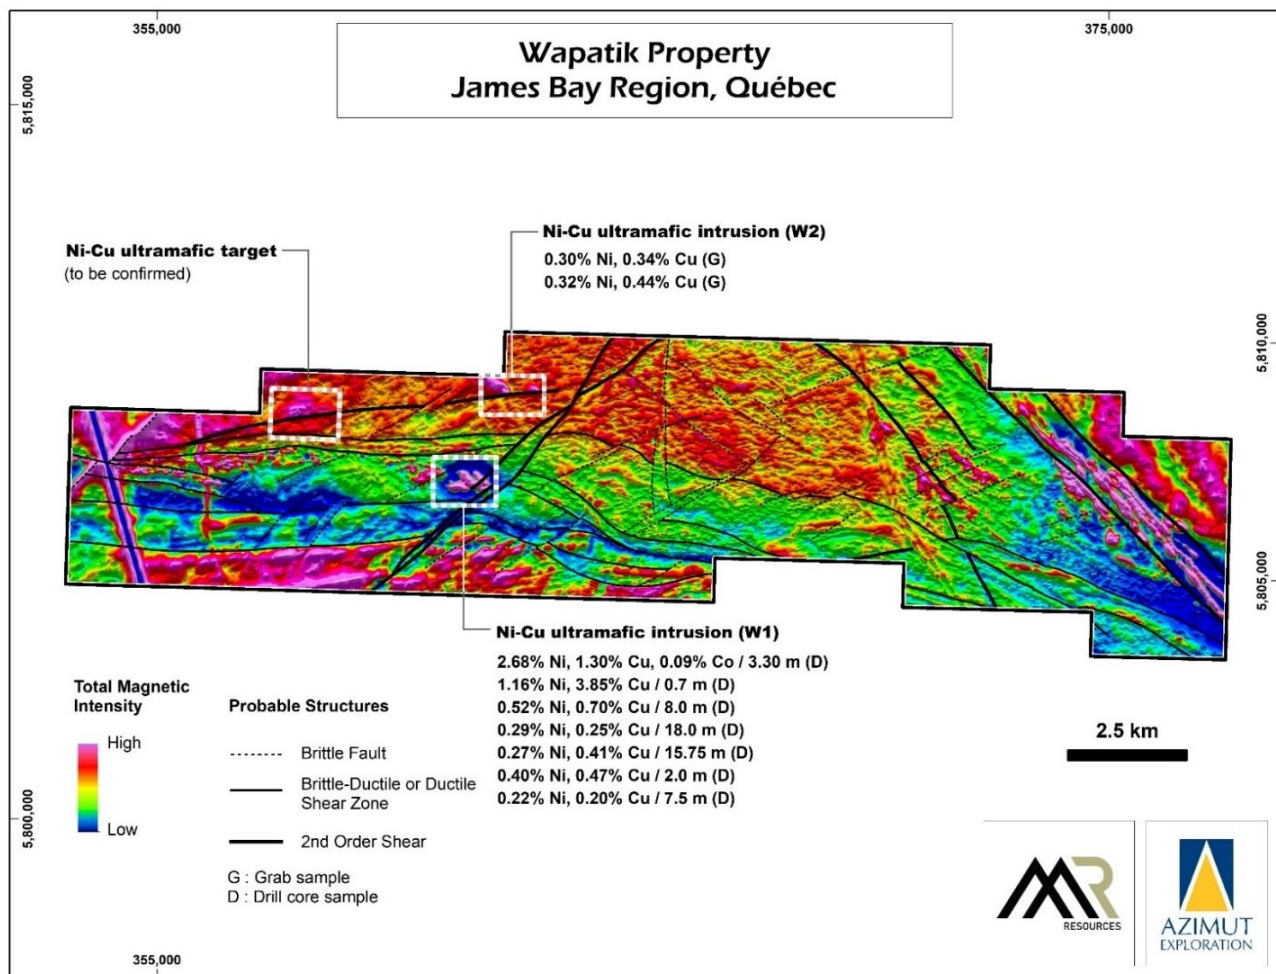 355,000
375,000
Wapatik Property
James Bay Region, Québec
5,815,000
Ni-Cu ultramafic target
(to be confirmed)
Ni-Cu ultramafic intrusion (W2)
0.30% Ni, 0.34% Cu (G)
0.32% Ni, 0.44% Cu (G)
5,810,000
5,805,000
Ni-Cu ultramafic intrusion (W1)
2.68% Ni, 1.30% Cu, 0.09% Co / 3.30 m (D)
1.16% Ni, 3.85% Cu / 0.7 m (D)
0.52% Ni, 0.70% Cu / 8.0 m (D)
0.29% Ni, 0.25% Cu / 18.0 m (D)
0.27% Ni, 0.41% Cu / 15.75 m (D)
0.40% Ni, 0.47% Cu / 2.0 m (D)
0.22% Ni, 0.20% Cu / 7.5 m (D)
Total Magnetic
Intensity
High
Low
Probable Structures
Brittle Fault
Brittle-Ductile or Ductile
Shear Zone
2nd Order Shear
G : Grab sample
D : Drill core sample
2.5 km
5,800,000
355,000
RESOURCES
AZIMUT
EXPLORATION